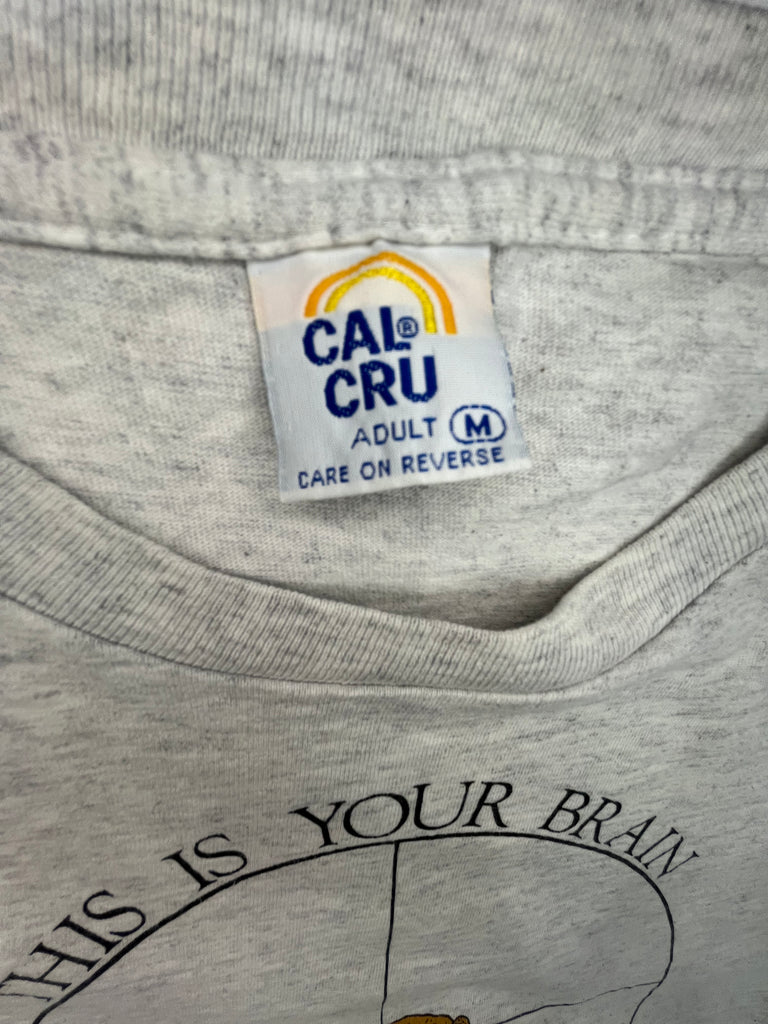 CAL®
CRU
ADULT M
CARE ON REVERSE
THIS IS YOUR BRAIN